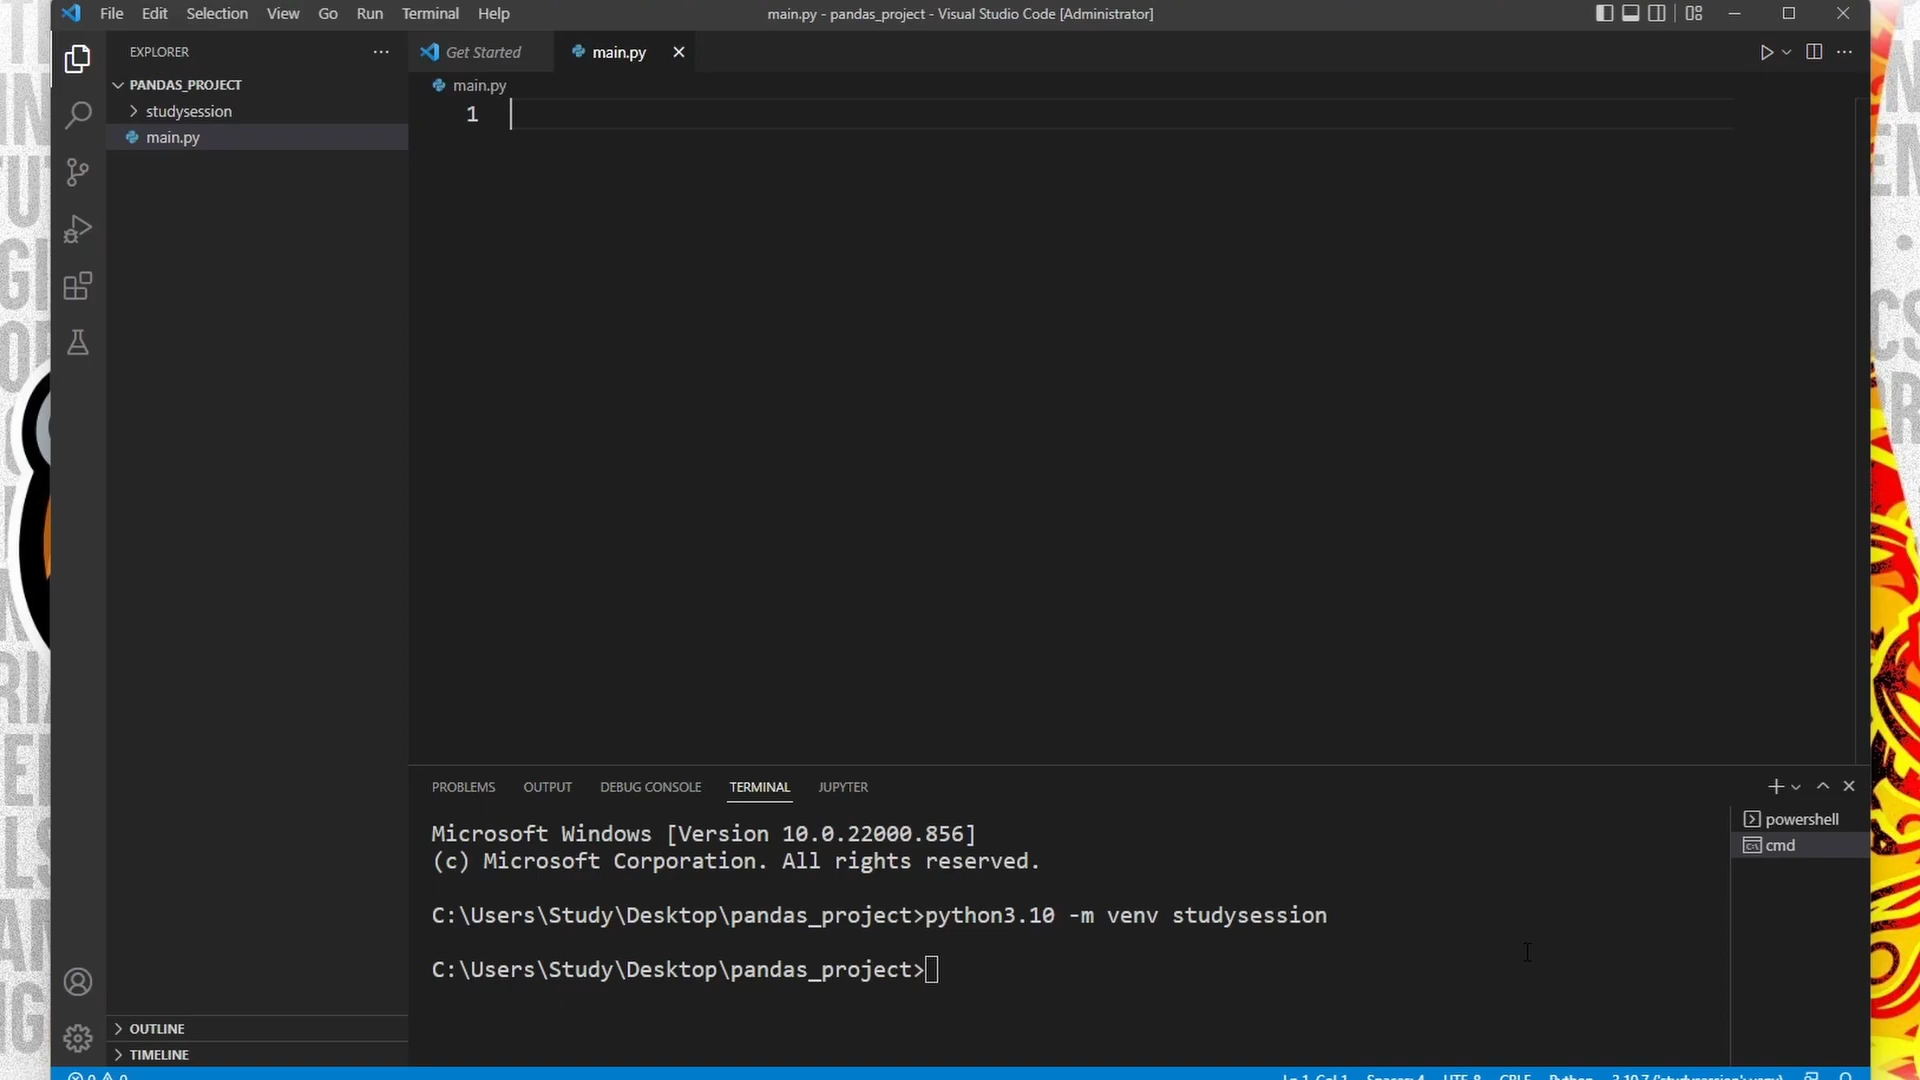 File Edit Selection View Go Run Terminal Help
main.py - pandas_project - Visual Studio Code [Administrator]
EXPLORER
Get Started
main.py
PANDAS_PROJECT
studysession
main.py
main.py
1
PROBLEMS OUTPUT DEBUG CONSOLE TERMINAL JUPYTER
powershell
cmd
Microsoft Windows [Version 10.0.22000.856]
(c) Microsoft Corporation. All rights reserved.
C:\Users\Study\Desktop\pandas_project>python3.10 -m venv studysession
C:\Users\Study\Desktop\pandas_project>
OUTLINE
TIMELINE